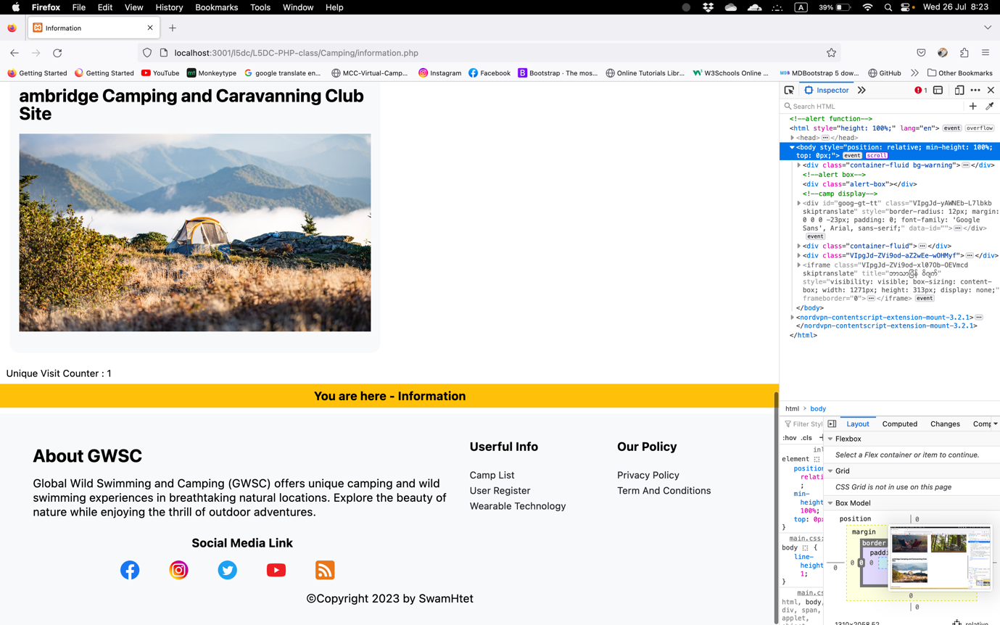 Firefox File Edit View History Bookmarks Tools Window Help A 39% Wed 26 Jul 8:23
Information
localhost:3001/l5dc/L5DC-PHP-class/Camping/information.php
Getting Started Getting Started YouTube mt Monkeytype google translate en... MCC-Virtual-Camp... Instagram Facebook B Bootstrap · The mos... Online Tutorials Libr... W3Schools Online ... MDBootstrap 5 dow... GitHub Other Bookmarks
ambridge Camping and Caravanning Club
Site
Unique Visit Counter : 1
You are here - Information
About GWSC
Global Wild Swimming and Camping (GWSC) offers unique camping and wild
swimming experiences in breathtaking natural locations. Explore the beauty of
nature while enjoying the thrill of outdoor adventures.
Social Media Link
Userful Info
Camp List
User Register
Wearable Technology
Our Policy
Privacy Policy
Term And Conditions
©Copyright 2023 by SwamHtet
Inspector 1
Search HTML
<!--alert function-->
<html style="height: 100%;" lang="en"> event overflow
<head> </head>
<body style="position: relative; min-height: 100%;
top: 0px;"> event scroll
<div class="container-fluid bg-warning"> </div>
<!--alert box-->
<div class="alert-box"></div>
<!--camp display-->
<div id="goog-gt-tt" class="VIpgJd-yAWNEb-L7lbkb
skiptranslate" style="border-radius: 12px; margin:
0 0 0 -23px; padding: 0; font-family: 'Google
Sans', Arial, sans-serif;" data-id=""> </div>
event
<div class="container-fluid"> </div>
<div class="VIpgJd-ZVi9od-aZ2wEe-wOHMyf"> </div>
<iframe class="VIpgJd-ZVi9od-xl07Ob-OEVmcd
skiptranslate" title="ဘာသာပြန် ဝိဂျက်"
style="visibility: visible; box-sizing: content-
box; width: 1271px; height: 313px; display: none;"
frameborder="0"> </iframe> event
</body>
<nordvpn-contentscript-extension-mount-3.2.1>
</nordvpn-contentscript-extension-mount-3.2.1>
</html>
html > body
Filter Styl
:hov .cls +
element {
position
relati
;
min-
height
100%;
top: 0px
}
main.css:
body {
line-
height
1;
}
main.cs
html, body,
div, span,
applet,
Layout Computed Changes Comp
Flexbox
Select a Flex container or item to continue.
Grid
CSS Grid is not in use on this page
Box Model
position 0
margin
border
paddi
0 0 0
0
0
0
1310×2058.52 relative